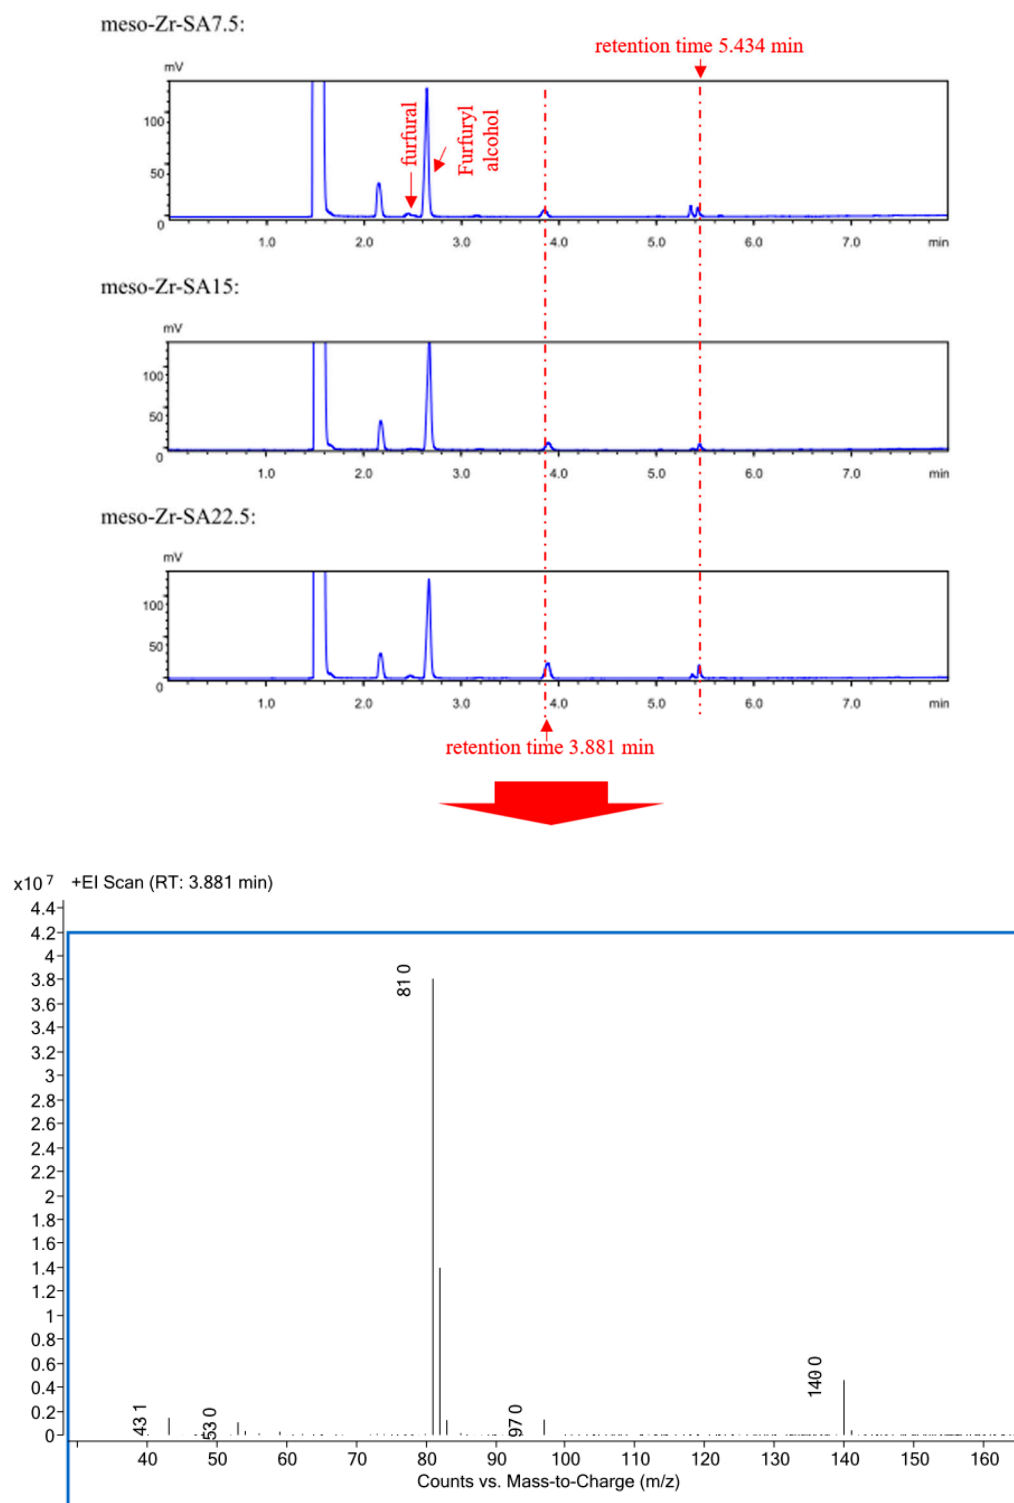 meso-Zr-SA7.5:
retention time 5.434 min
mV
furfural
Furfuryl
alcohol
100
50
0
1.0 2.0 3.0 4.0 5.0 6.0 7.0 min
meso-Zr-SA15:
mV
100
50
0
1.0 2.0 3.0 4.0 5.0 6.0 7.0 min
meso-Zr-SA22.5:
mV
100
50
0
1.0 2.0 3.0 4.0 5.0 6.0 7.0 min
retention time 3.881 min
x10 7 +EI Scan (RT: 3.881 min)
4.4
4.2
4
3.8
3.6
3.4
3.2
3
2.8
2.6
2.4
2.2
2
1.8
1.6
1.4
1.2
1
0.8
0.6
0.4
0.2
0
81 0
140 0
43 1
53 0
97 0
40 50 60 70 80 90 100 110 120 130 140 150 160
Counts vs. Mass-to-Charge (m/z)